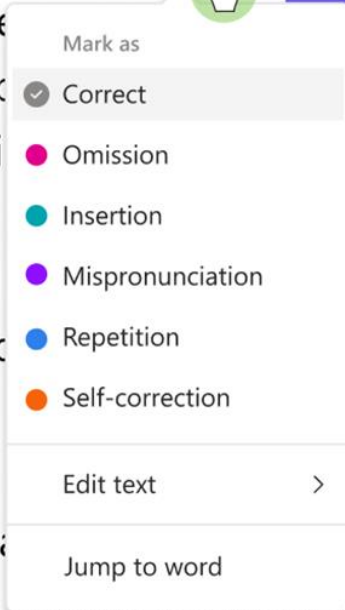 Mark as
Correct
Omission
Insertion
Mispronunciation
Repetition
Self-correction
Edit text
Jump to word